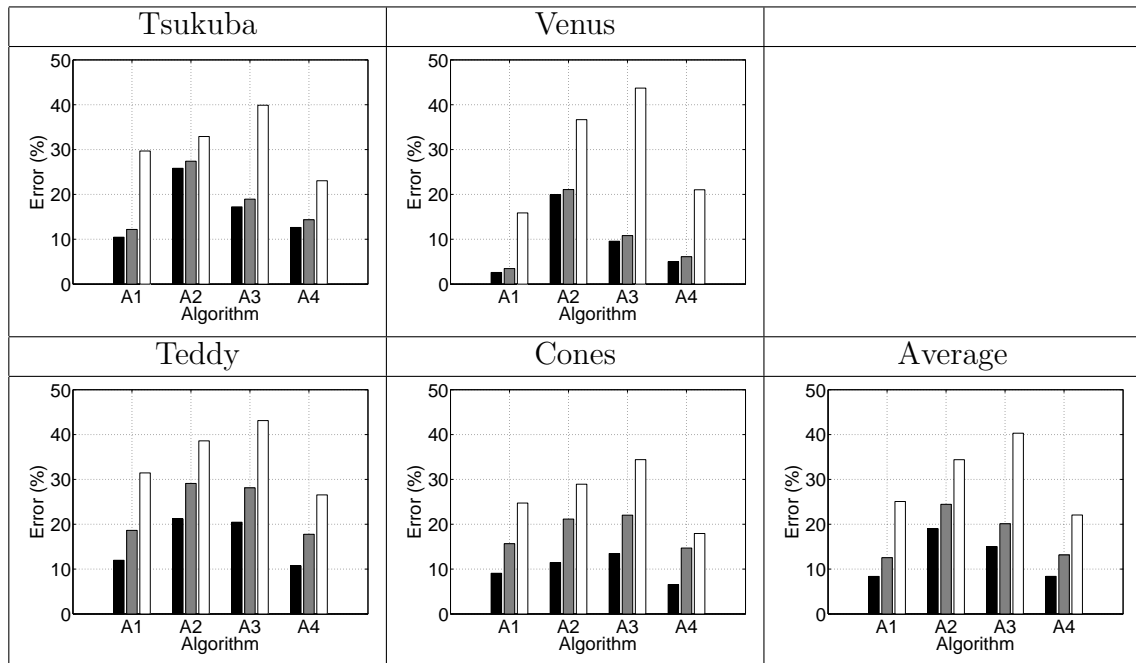 Tsukuba Venus
50 50
40 40
30 30
20 20
10 10
0 0
Error (%) Error (%)
A1 A2 A3 A4 A1 A2 A3 A4
Algorithm Algorithm
Teddy Cones Average
50 50 50
40 40 40
30 30 30
20 20 20
10 10 10
0 0 0
Error (%) Error (%) Error (%)
A1 A2 A3 A4 A1 A2 A3 A4 A1 A2 A3 A4
Algorithm Algorithm Algorithm